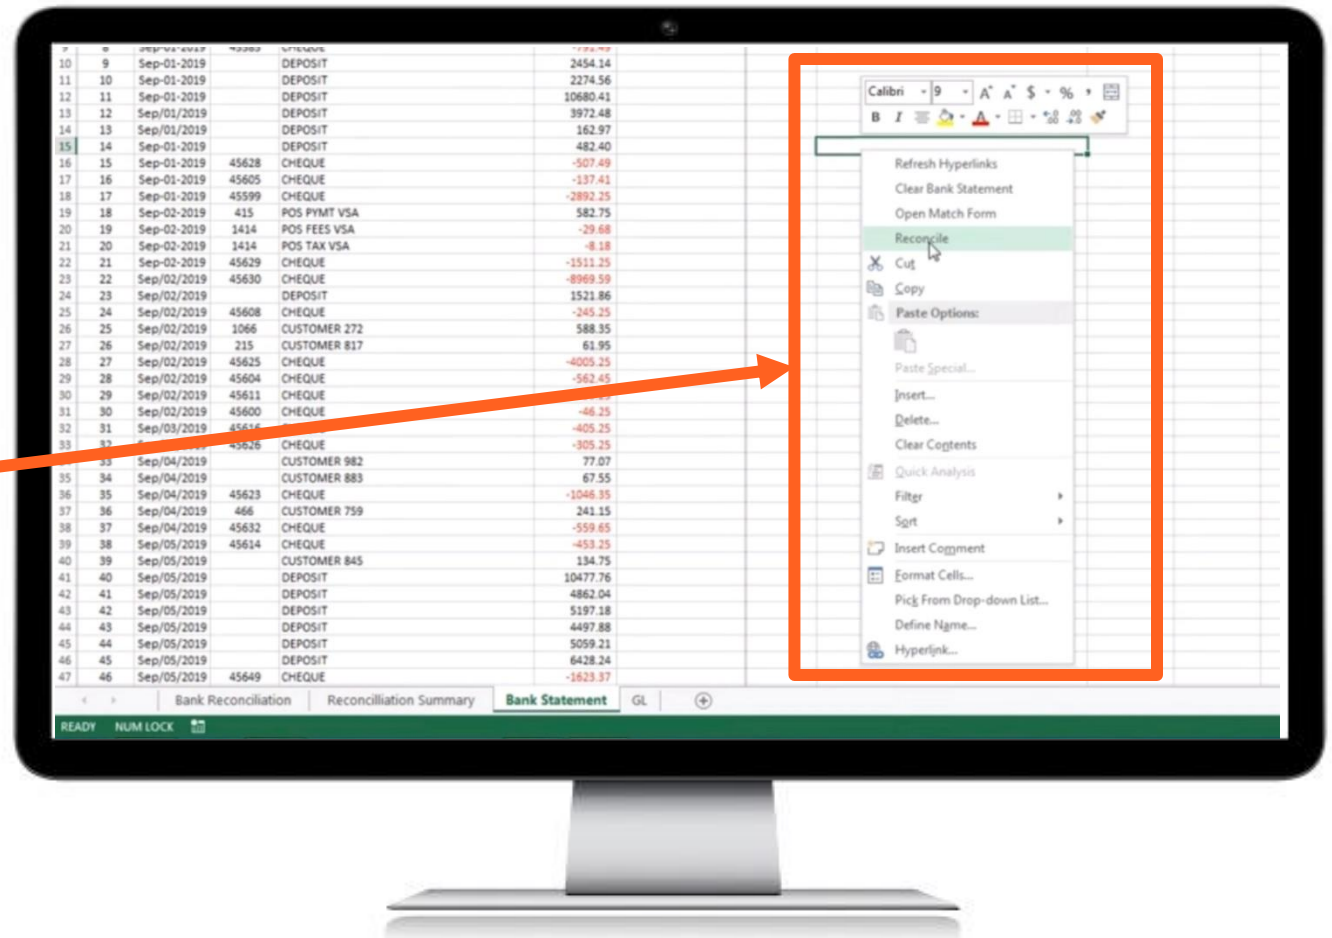 10 9 Sep-01-2019 DEPOSIT 2454.14
11 10 Sep-01-2019 DEPOSIT 2274.56
12 11 Sep-01-2019 DEPOSIT 10680.41
13 12 Sep/01/2019 DEPOSIT 3972.48
14 13 Sep/01/2019 DEPOSIT 162.97
15 14 Sep-01-2019 DEPOSIT 482.40
16 15 Sep-01-2019 45628 CHEQUE -507.49
17 16 Sep-01-2019 45605 CHEQUE -137.41
18 17 Sep-01-2019 45599 CHEQUE -2892.25
19 18 Sep-02-2019 415 POS PYMT VSA 582.75
20 19 Sep-02-2019 1414 POS FEES VSA -29.68
21 20 Sep-02-2019 1414 POS TAX VSA -8.18
22 21 Sep-02-2019 45629 CHEQUE -1511.25
23 22 Sep/02/2019 45630 CHEQUE -8969.59
24 23 Sep/02/2019 DEPOSIT 1521.86
25 24 Sep/02/2019 45608 CHEQUE -245.25
26 25 Sep/02/2019 1066 CUSTOMER 272 588.35
27 26 Sep/02/2019 215 CUSTOMER 817 61.95
28 27 Sep/02/2019 45625 CHEQUE -4005.25
29 28 Sep/02/2019 45604 CHEQUE -562.45
30 29 Sep/02/2019 45611 CHEQUE
31 30 Sep/02/2019 45600 CHEQUE -46.25
32 31 Sep/03/2019 45616 -405.25
33 32 45626 CHEQUE -305.25
33 Sep/04/2019 CUSTOMER 982 77.07
35 34 Sep/04/2019 CUSTOMER 883 67.55
36 35 Sep/04/2019 45623 CHEQUE -1046.35
37 36 Sep/04/2019 466 CUSTOMER 759 241.15
38 37 Sep/04/2019 45632 CHEQUE -559.65
39 38 Sep/05/2019 45614 CHEQUE -453.25
40 39 Sep/05/2019 CUSTOMER 845 134.75
41 40 Sep/05/2019 DEPOSIT 10477.76
42 41 Sep/05/2019 DEPOSIT 4862.04
43 42 Sep/05/2019 DEPOSIT 5197.18
44 43 Sep/05/2019 DEPOSIT 4497.88
45 44 Sep/05/2019 DEPOSIT 5059.21
46 45 Sep/05/2019 DEPOSIT 6428.24
47 46 Sep/05/2019 45649 CHEQUE -1623.37
Calibri 9 A A $ % ,
B I A
Refresh Hyperlinks
Clear Bank Statement
Open Match Form
Reconcile
Cut
Copy
Paste Options:
Paste Special...
Insert...
Delete...
Clear Contents
Quick Analysis
Filter
Sort
Insert Comment
Format Cells...
Pick From Drop-down List...
Define Name...
Hyperlink...
Bank Reconciliation Reconcilliation Summary Bank Statement GL
READY NUM LOCK